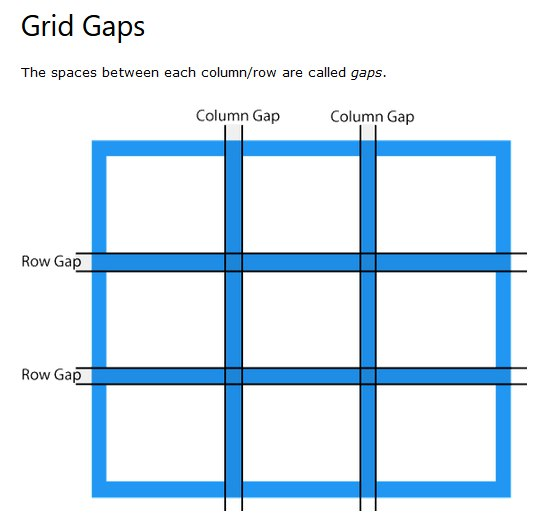 Grid Gaps
The spaces between each column/row are called gaps.
Column Gap
Column Gap
Row Gap
Row Gap